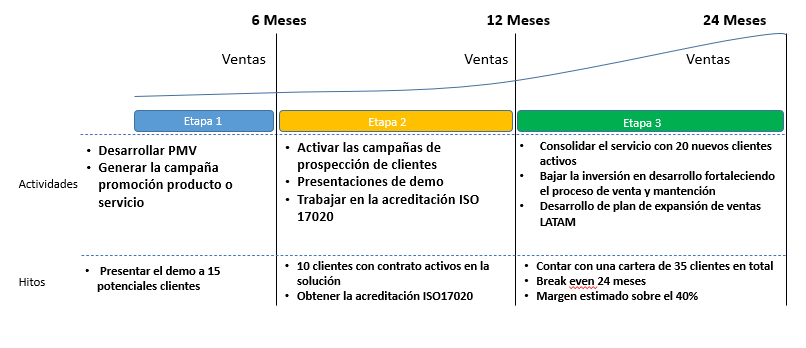 6 Meses
12 Meses
24 Meses
Ventas
Ventas
Ventas
Etapa 1
Etapa 2
Etapa 3
Actividades
• Desarrollar PMV
• Generar la campaña
promoción producto o
servicio
• Activar las campañas de
prospección de clientes
• Presentaciones de demo
• Trabajar en la acreditación ISO
17020
• Consolidar el servicio con 20 nuevos clientes
activos
• Bajar la inversión en desarrollo fortaleciendo
el proceso de venta y mantención
• Desarrollo de plan de expansión de ventas
LATAM
Hitos
• Presentar el demo a 15
potenciales clientes
• 10 clientes con contrato activos en la
solución
• Obtener la acreditación ISO17020
• Contar con una cartera de 35 clientes en total
• Break even 24 meses
• Margen estimado sobre el 40%